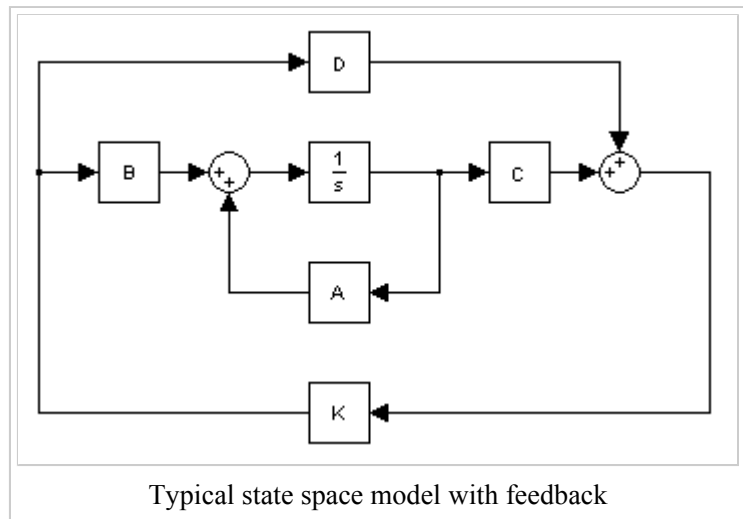 D
B
+
+
1
s
C
+
+
A
K
Typical state space model with feedback